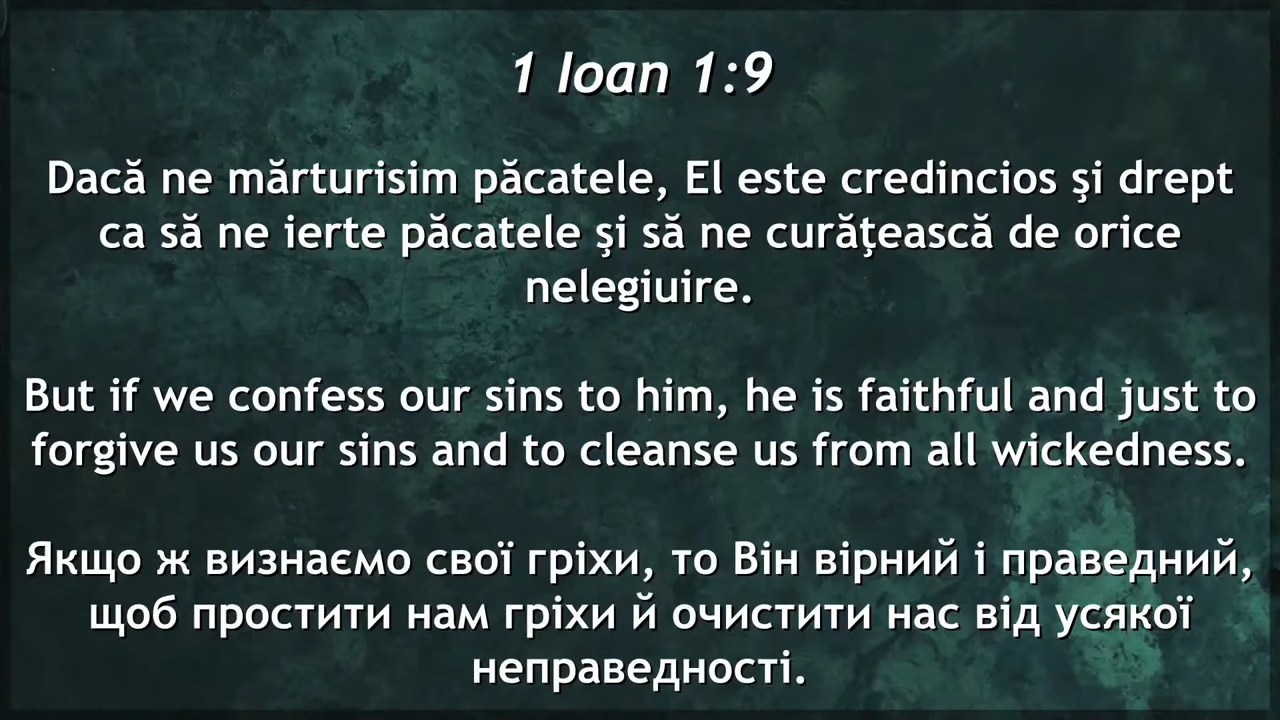 1 Ioan 1:9
Dacă ne mărturisim păcatele, El este credincios şi drept
ca să ne ierte păcatele şi să ne curăţească de orice
nelegiuire.
But if we confess our sins to him, he is faithful and just to
forgive us our sins and to cleanse us from all wickedness.
Якщо ж визнаємо свої гріхи, то Він вірний і праведний,
щоб простити нам гріхи й очистити нас від усякої
неправедності.